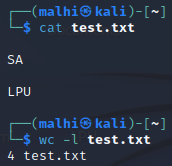 ┌──(malhi㉿kali)-[~]
└─$ cat test.txt
SA
LPU
┌──(malhi㉿kali)-[~]
└─$ wc -l test.txt
4 test.txt